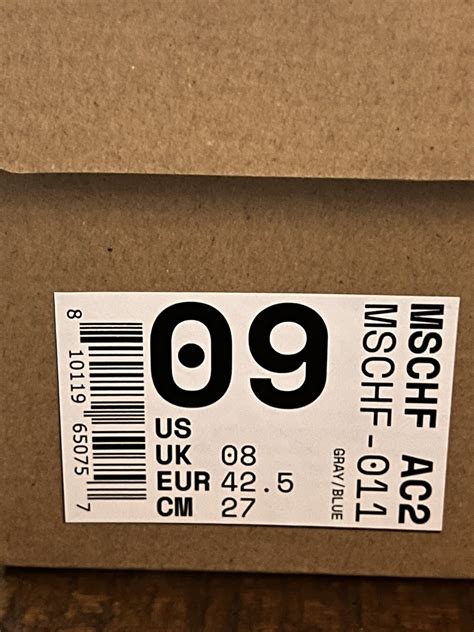 09
US
UK 08
EUR 42.5
CM 27
MSCHF AC2
MSCHF-011
GRAY/BLUE
8 10119 65075 7